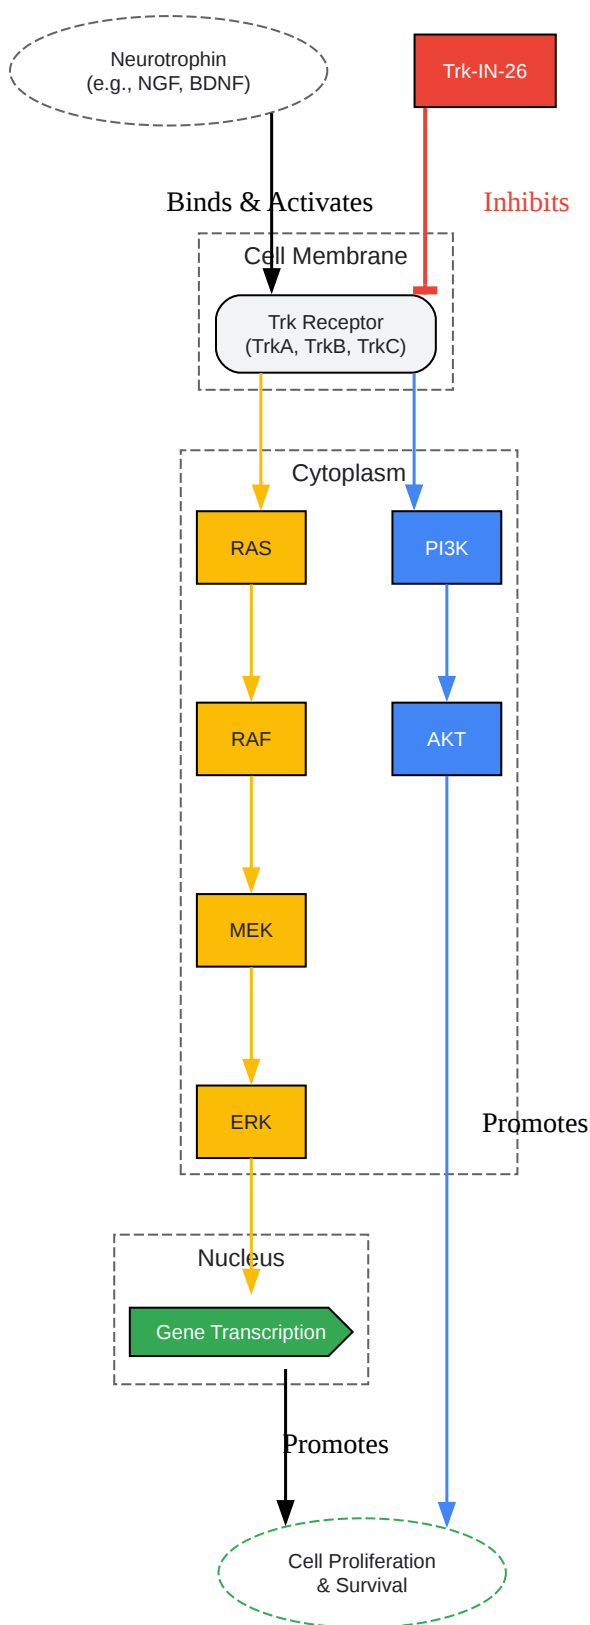 Neurotrophin
(e.g., NGF, BDNF)
Trk-IN-26
Binds & Activates
Inhibits
Cell Membrane
Trk Receptor
(TrkA, TrkB, TrkC)
Cytoplasm
RAS
PI3K
RAF
AKT
MEK
ERK
Promotes
Nucleus
Gene Transcription
Promotes
Cell Proliferation
& Survival